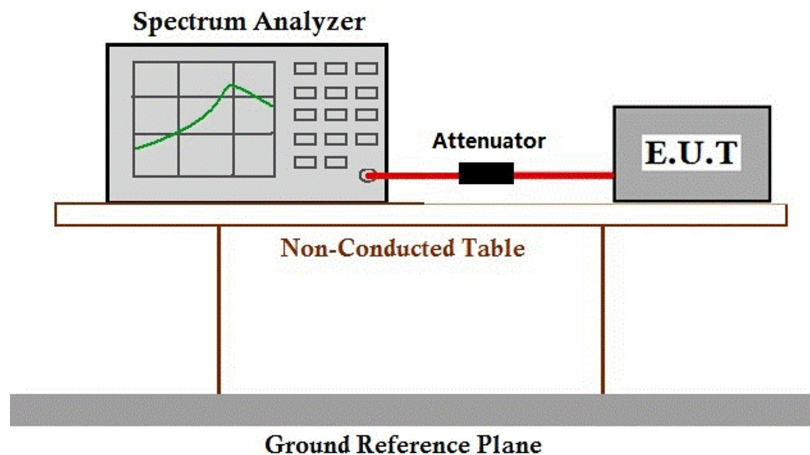 Spectrum Analyzer
Attenuator
E.U.T
Non-Conducted Table
Ground Reference Plane